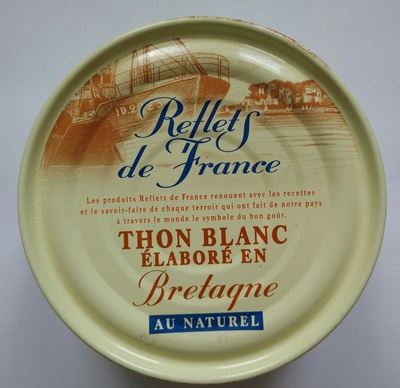 ID.2
Reflets
de France
Les produits Reflets de France renouent avec les recettes
et le savoir-faire de chaque terroir qui ont fait de notre pays
à travers le monde le symbole du bon goût.
THON BLANC
ÉLABORÉ EN
Bretagne
AU NATUREL